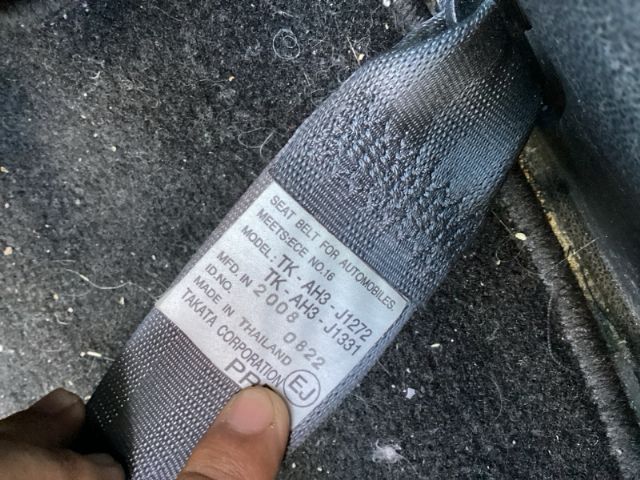 SEAT BELT FOR AUTOMOBILES.
MEETS-ECE NO.16
MODEL: TK - AH3 - J1272
TK - AH3 - J1331
MFD. IN 2008
ID.NO. 0822
MADE IN THAILAND
TAKATA CORPORATION EJ